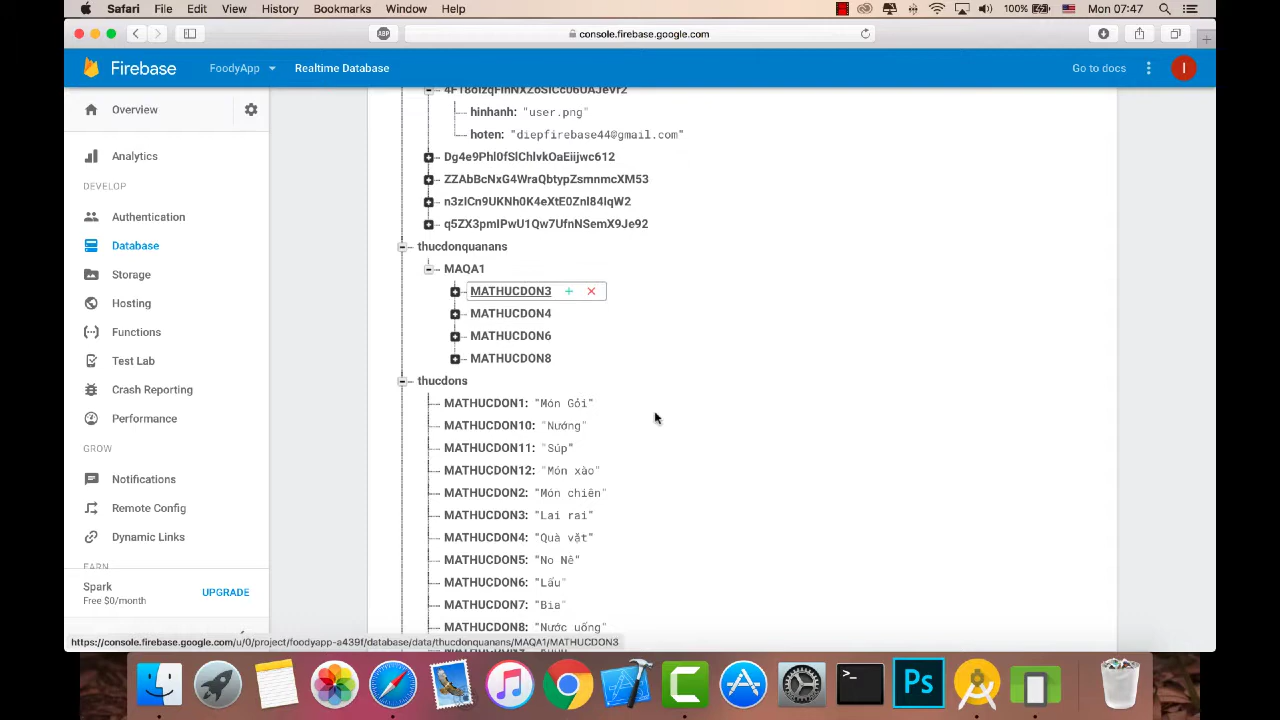 Safari File Edit View History Bookmarks Window Help
100% Mon 07:47
ABP
console.firebase.google.com
Firebase FoodyApp Realtime Database Go to docs I
Overview
Analytics
DEVELOP
Authentication
Database
Storage
Hosting
Functions
Test Lab
Crash Reporting
Performance
GROW
Notifications
Remote Config
Dynamic Links
EARN
Spark
Free $0/month
UPGRADE
hinhanh: "user.png"
hoten: "diepfirebase44@gmail.com"
Dg4e9Phl0fSlChlvkOaEiijwc612
ZZAbBcNxG4WraQbtypZsmnmcXM53
n3zICn9UKNh0K4eXtE0Znl84IqW2
q5ZX3pmIPwU1Qw7UfnNSemX9Je92
thucdonquanans
MAQA1
MATHUCDON3 + ×
MATHUCDON4
MATHUCDON6
MATHUCDON8
thucdons
MATHUCDON1: "Món Gỏi"
MATHUCDON10: "Nướng"
MATHUCDON11: "Súp"
MATHUCDON12: "Món xào"
MATHUCDON2: "Món chiên"
MATHUCDON3: "Lai rai"
MATHUCDON4: "Quà vặt"
MATHUCDON5: "No Nê"
MATHUCDON6: "Lẩu"
MATHUCDON7: "Bia"
MATHUCDON8: "Nước uống"
https://console.firebase.google.com/u/0/project/foodyapp-a439f/database/data/thucdonquanans/MAQA1/MATHUCDON3
Ps